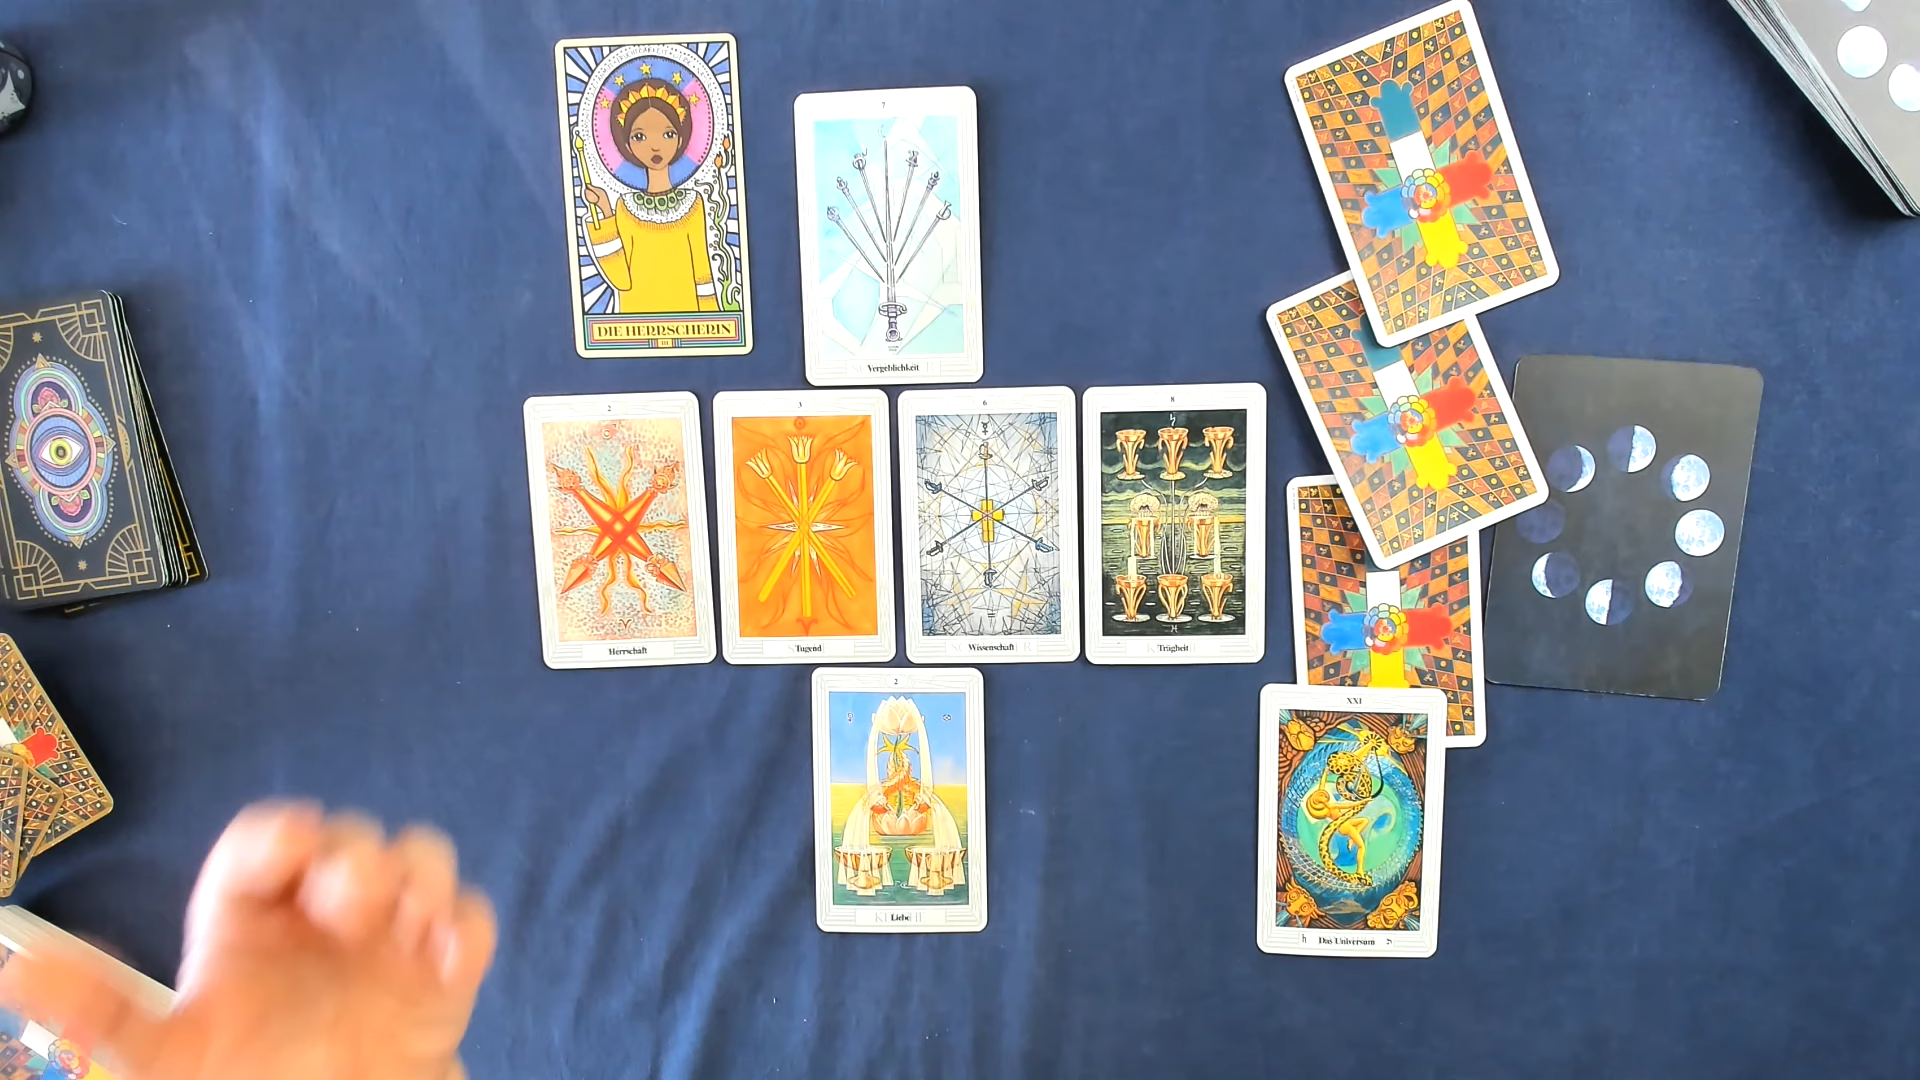 DIE HERRSCHERIN
III
7
Vergeblichkeit
2
Herrschaft
3
Tugend
6
Wissenschaft
8
Trägheit
2
Liebe
XXI
Das Universum